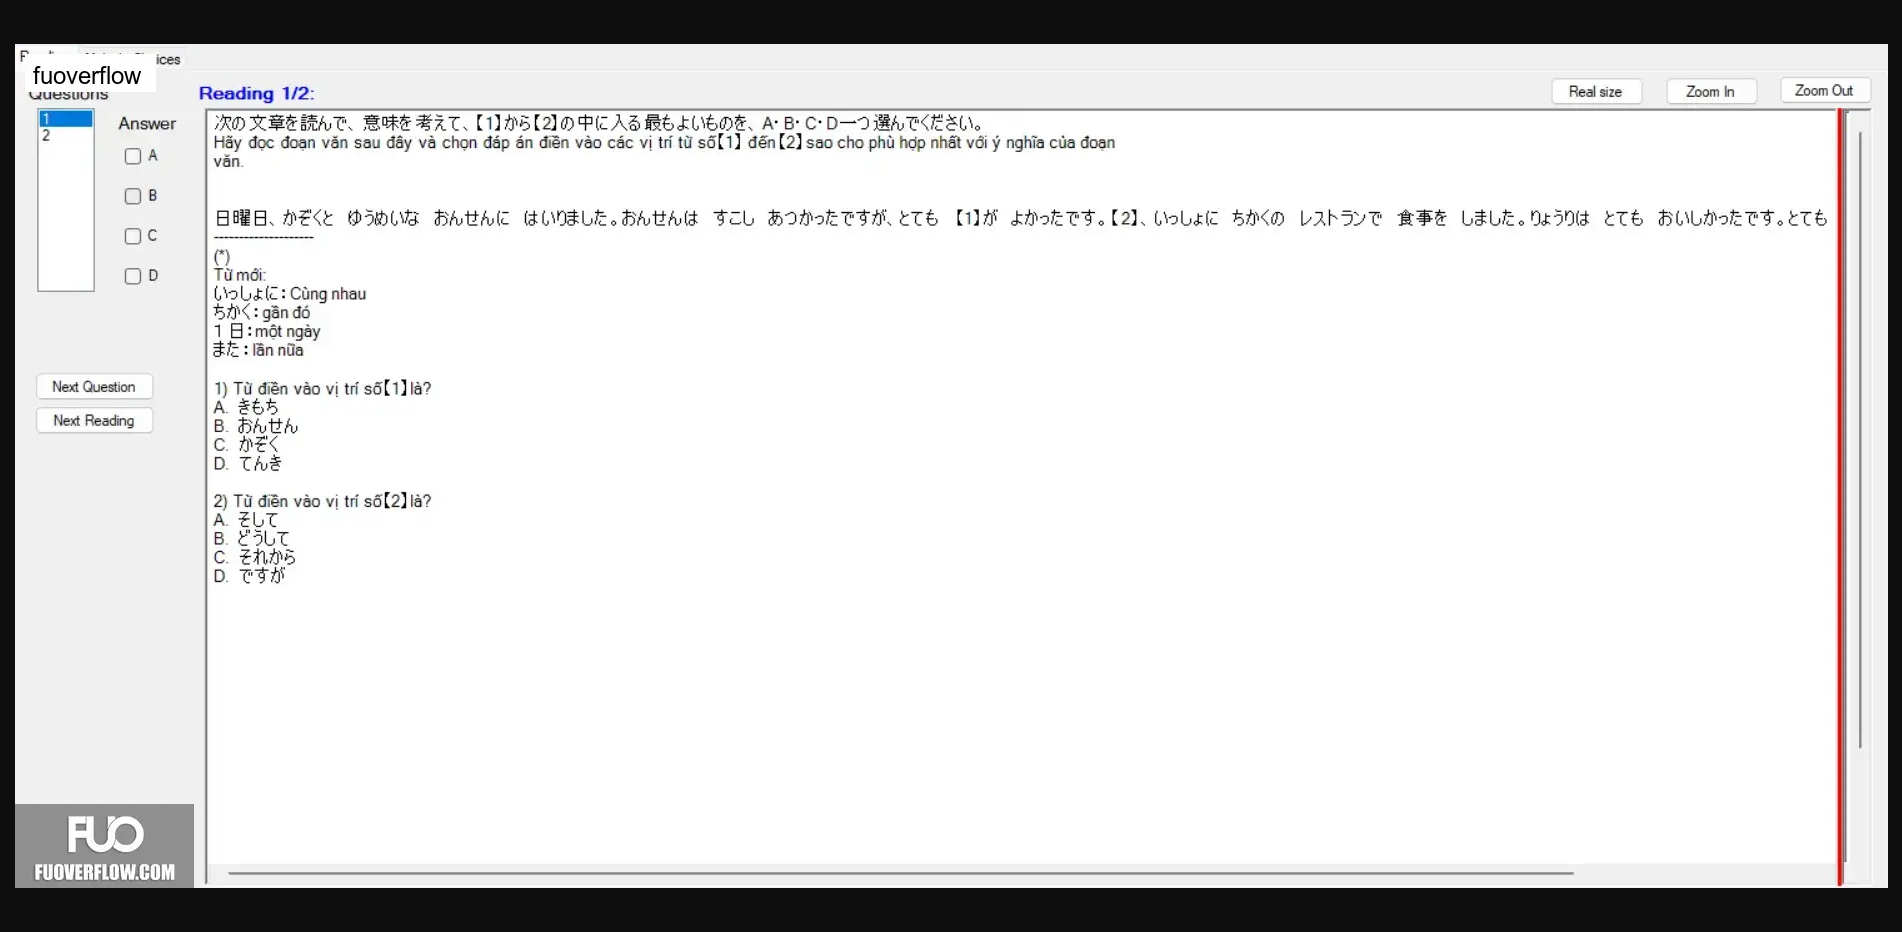 ices
fuoverflow
Questions
Reading 1/2:
Real size
Zoom In
Zoom Out
1
2
Answer
A
B
C
D
Next Question
Next Reading
次の文章を読んで、意味を考えて、【1】から【2】の中に入る最もよいものを、A・B・C・D一つ選んでください。
Hãy đọc đoạn văn sau đây và chọn đáp án điền vào các vị trí từ số【1】 đến【2】sao cho phù hợp nhất với ý nghĩa của đoạn
văn.
日曜日、かぞくと ゆうめいな おんせんに はいりました。おんせんは すこし あつかったですが、とても 【1】が よかったです。【2】、いっしょに ちかくの レストランで 食事を しました。りょうりは とても おいしかったです。とても
--------------------
(*)
Từ mới:
いっしょに：Cùng nhau
ちかく：gần đó
1 日：một ngày
また：lần nữa
1) Từ điền vào vị trí số【1】là?
A. きもち
B. おんせん
C. かぞく
D. てんき
2) Từ điền vào vị trí số【2】là?
A. そして
B. どうして
C. それから
D. ですが
FUO
FUOVERFLOW.COM